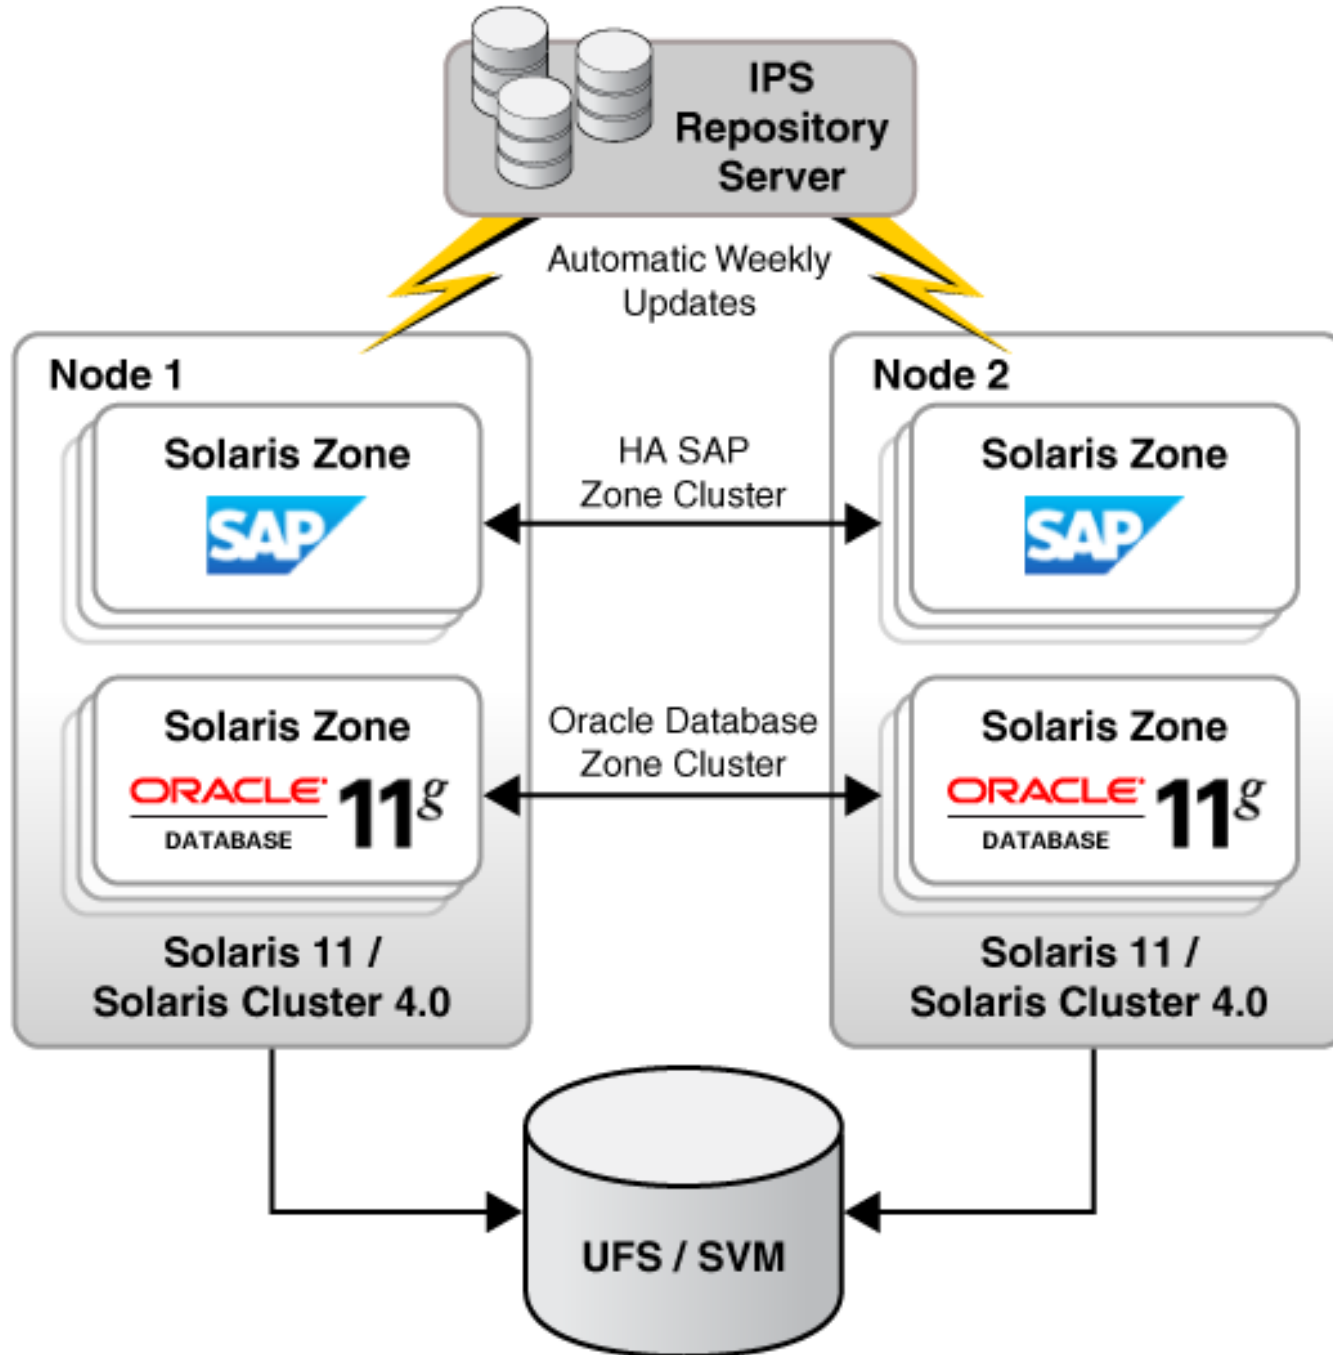 IPS
Repository
Server
Automatic Weekly
Updates
Node 1
Solaris Zone
SAP
HA SAP
Zone Cluster
Node 2
Solaris Zone
SAP
Solaris Zone
ORACLE
DATABASE
11g
Oracle Database
Zone Cluster
Solaris Zone
ORACLE
DATABASE
11g
Solaris 11 /
Solaris Cluster 4.0
Solaris 11 /
Solaris Cluster 4.0
UFS / SVM